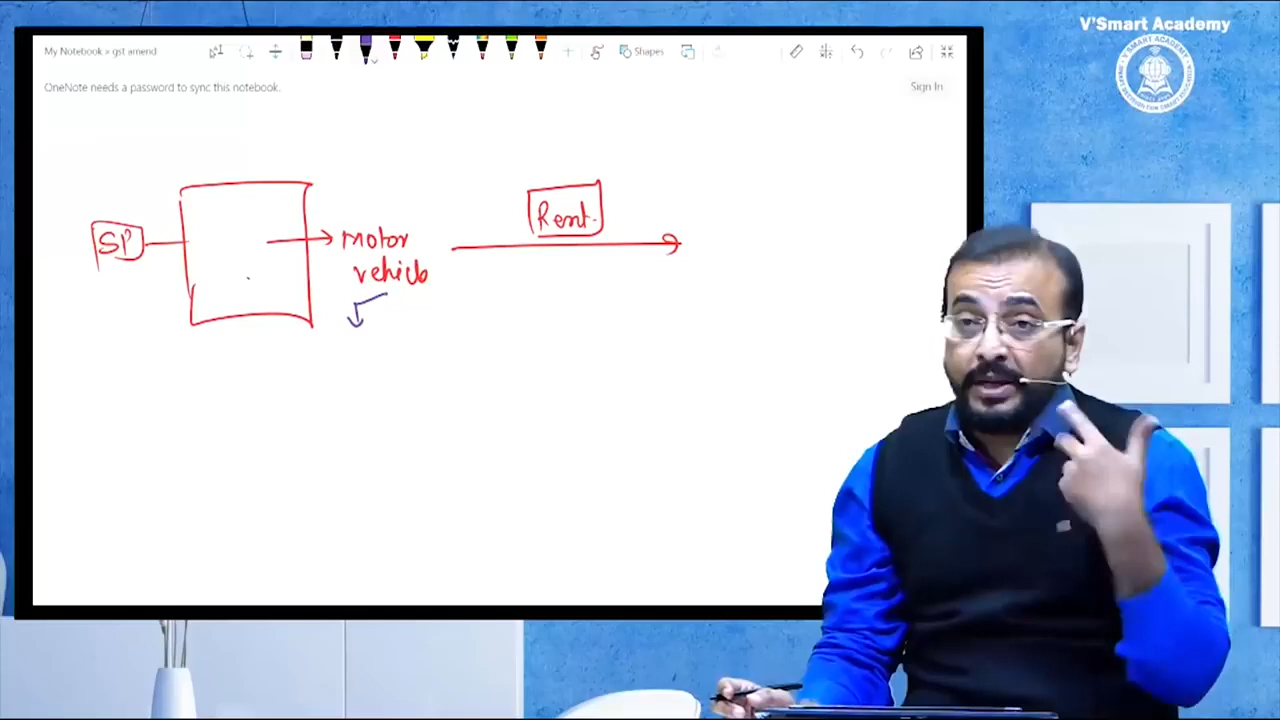 V'Smart Academy
My Notebook » gst amend
Shapes
OneNote needs a password to sync this notebook.
Sign In
SP
Motor
vehicle
Rent.